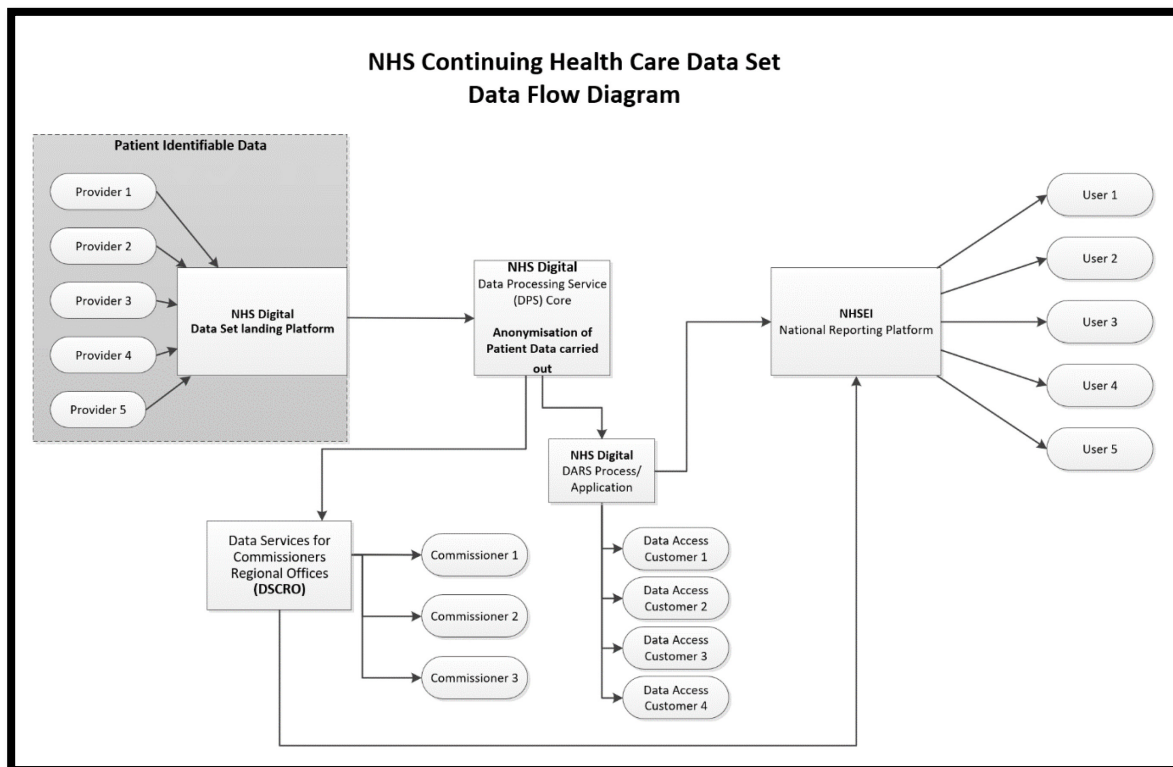 NHS Continuing Health Care Data Set
Data Flow Diagram
Patient Identifiable Data
Provider 1
Provider 2
Provider 3
Provider 4
Provider 5
NHS Digital
Data Set landing Platform
NHS Digital
Data Processing Service
(DPS) Core
Anonymisation of
Patient Data carried
out
NHSEI
National Reporting Platform
User 1
User 2
User 3
User 4
User 5
NHS Digital
DARS Process/
Application
Data Services for
Commissioners
Regional Offices
(DSCRO)
Commissioner 1
Commissioner 2
Commissioner 3
Data Access
Customer 1
Data Access
Customer 2
Data Access
Customer 3
Data Access
Customer 4